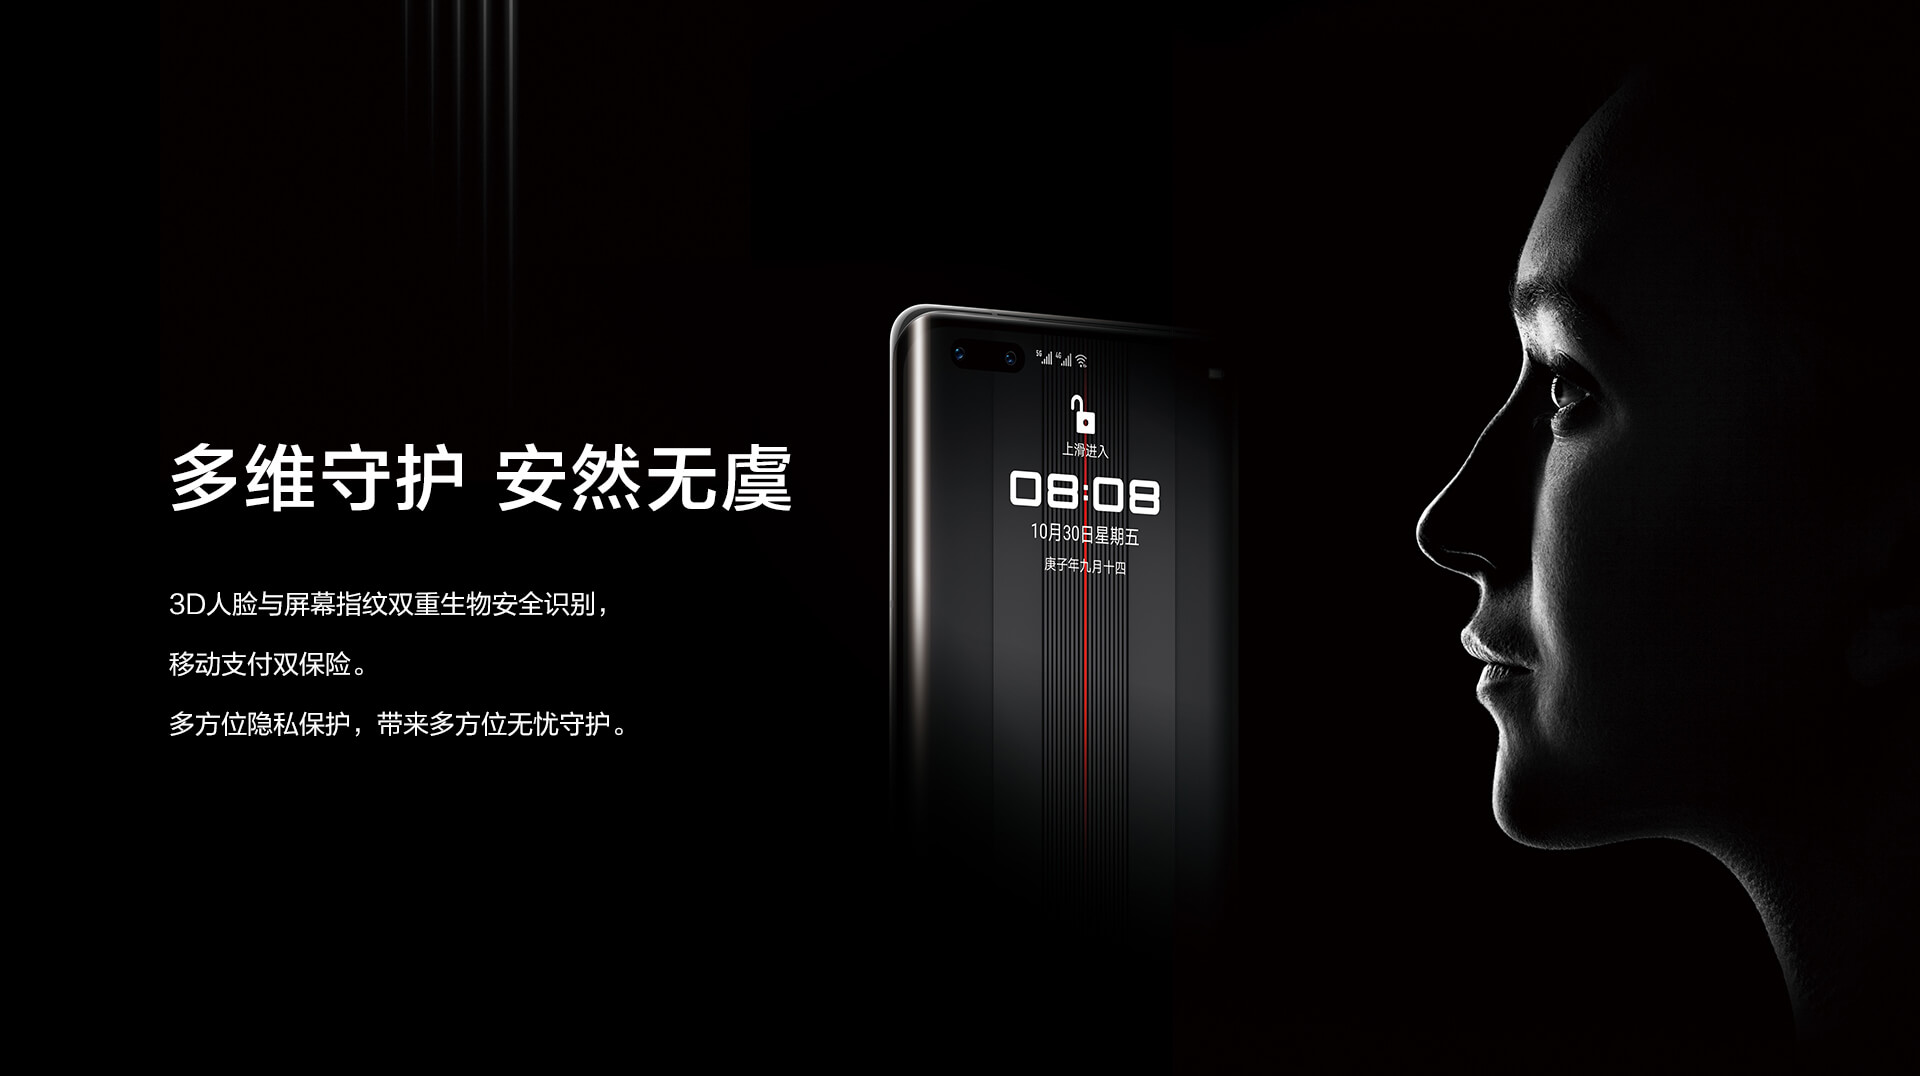 多维守护 安然无虞
3D人脸与屏幕指纹双重生物安全识别，
移动支付双保险。
多方位隐私保护，带来多方位无忧守护。
5G 4G
上滑进入
08:08
10月30日星期五
庚子年九月十四